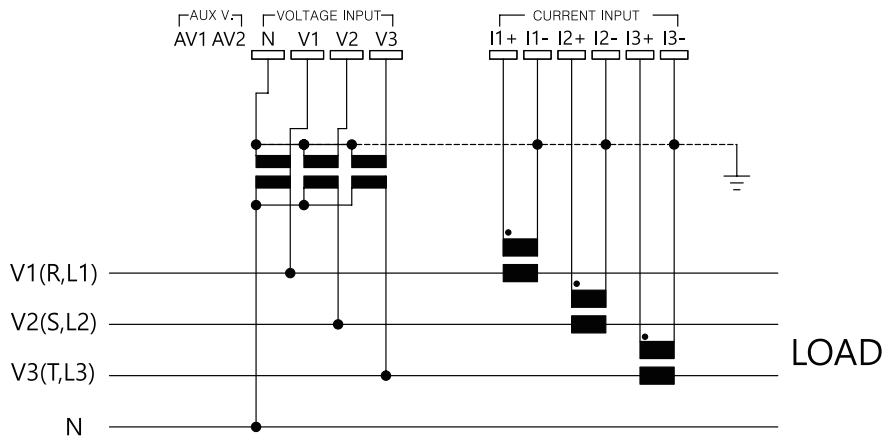 AUX V. VOLTAGE INPUT CURRENT INPUT
AV1 AV2 N V1 V2 V3 I1+ I1- I2+ I2- I3+ I3-
V1(R,L1)
V2(S,L2)
LOAD
V3(T,L3)
N